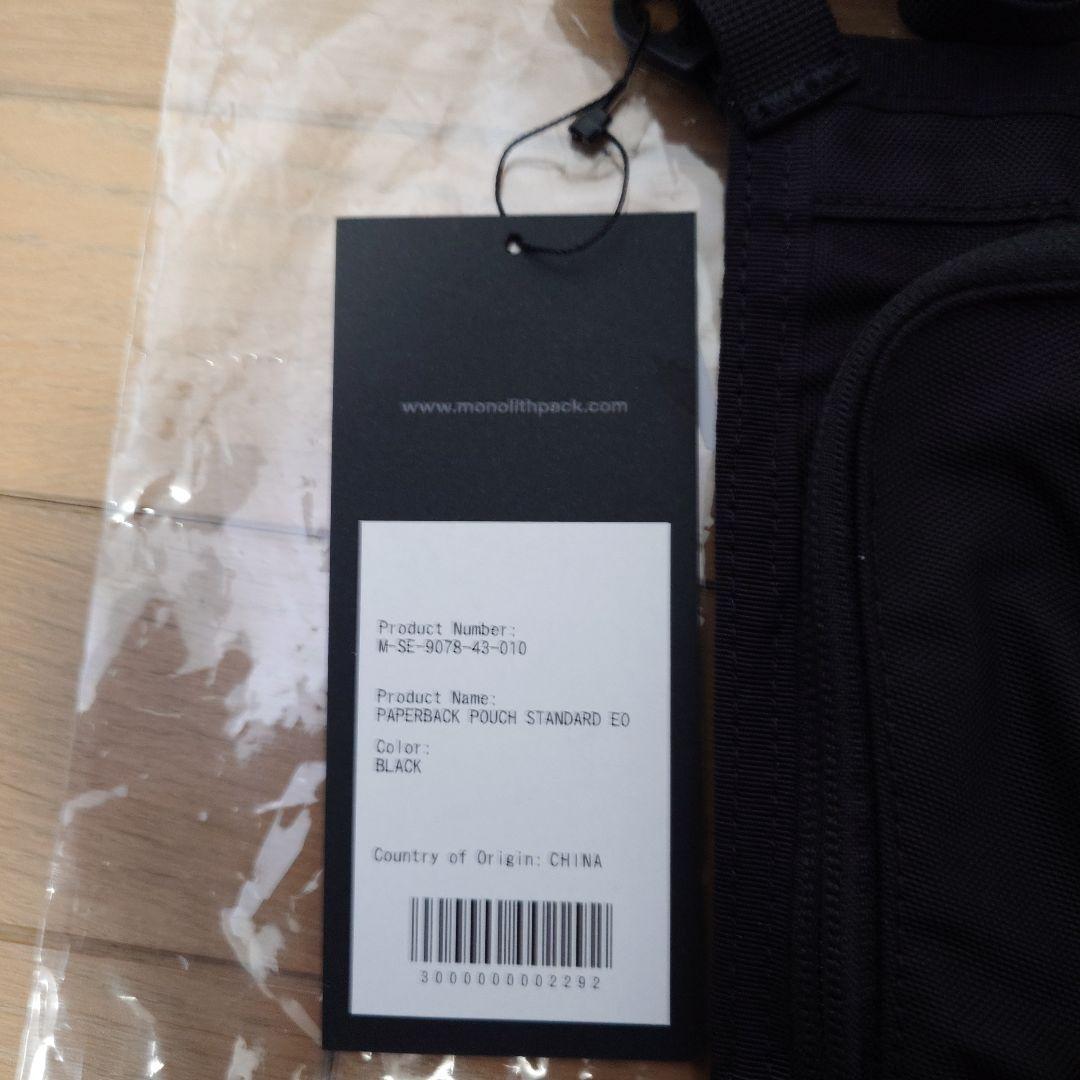 www.monolithpack.com
Product Number:
M-SE-9078-43-010
Product Name:
PAPERBACK POUCH STANDARD EO
Color:
BLACK
Country of Origin: CHINA
3000000002292